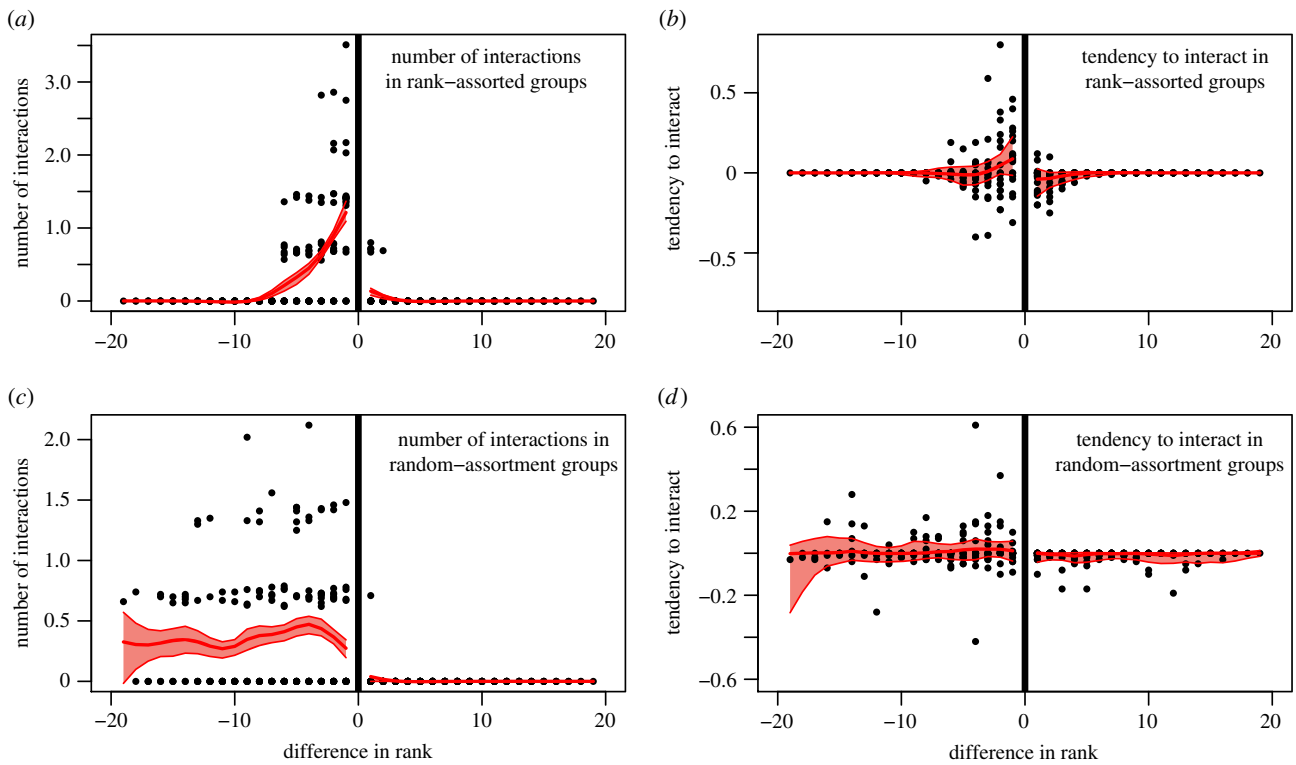 (a)
number of interactions
in rank−assorted groups
number of interactions
3.0
2.0
1.0
0
−20
−10
0
10
20
(b)
tendency to interact in
rank−assorted groups
tendency to interact
0.5
0
−0.5
−20
−10
0
10
20
(c)
number of interactions in
random−assortment groups
number of interactions
2.0
1.5
1.0
0.5
0
−20
−10
0
10
20
difference in rank
(d)
tendency to interact in
random−assortment groups
tendency to interact
0.6
0.2
−0.2
−0.6
−20
−10
0
10
20
difference in rank